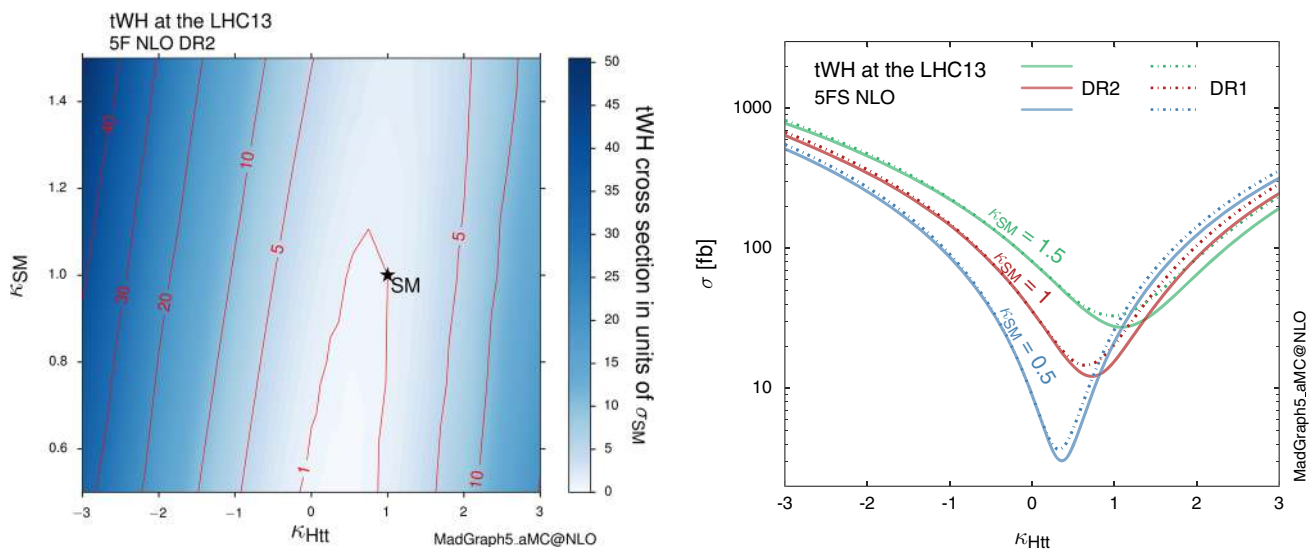 tWH at the LHC13
5F NLO DR2
κSM
1.4
1.2
1.0
0.8
0.6
40
30
20
10
5
1
5
10
SM
-3
−2
−1
0
1
2
3
κHtt
MadGraph5_aMC@NLO
50
45
40
35
30
25
20
15
10
5
0
tWH cross section in units of σSM
tWH at the LHC13
5FS NLO
DR2
DR1
σ [fb]
1000
100
10
κSM = 1.5
κSM = 1
κSM = 0.5
-3
-2
-1
0
1
2
3
κHtt
MadGraph5_aMC@NLO